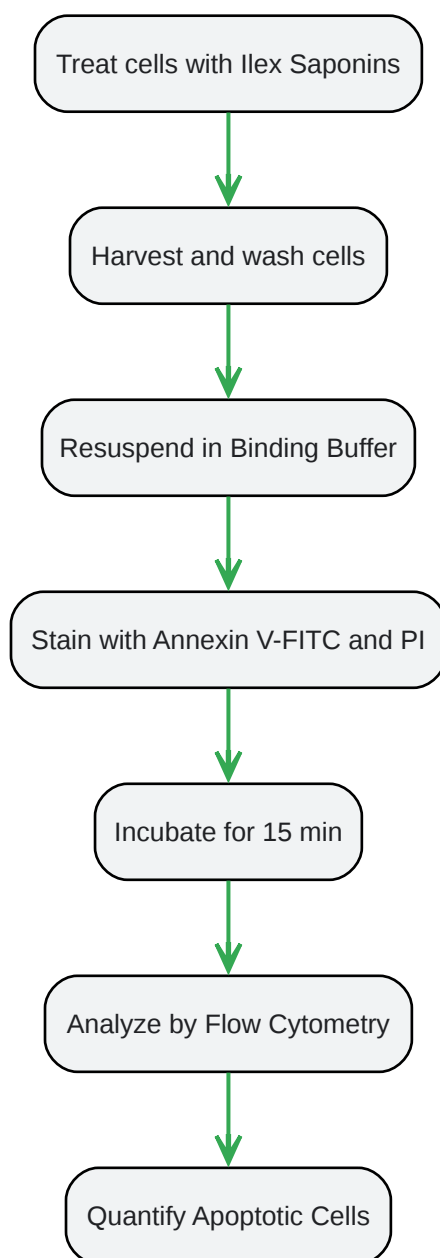 Treat cells with Ilex Saponins
Harvest and wash cells
Resuspend in Binding Buffer
Stain with Annexin V-FITC and PI
Incubate for 15 min
Analyze by Flow Cytometry
Quantify Apoptotic Cells